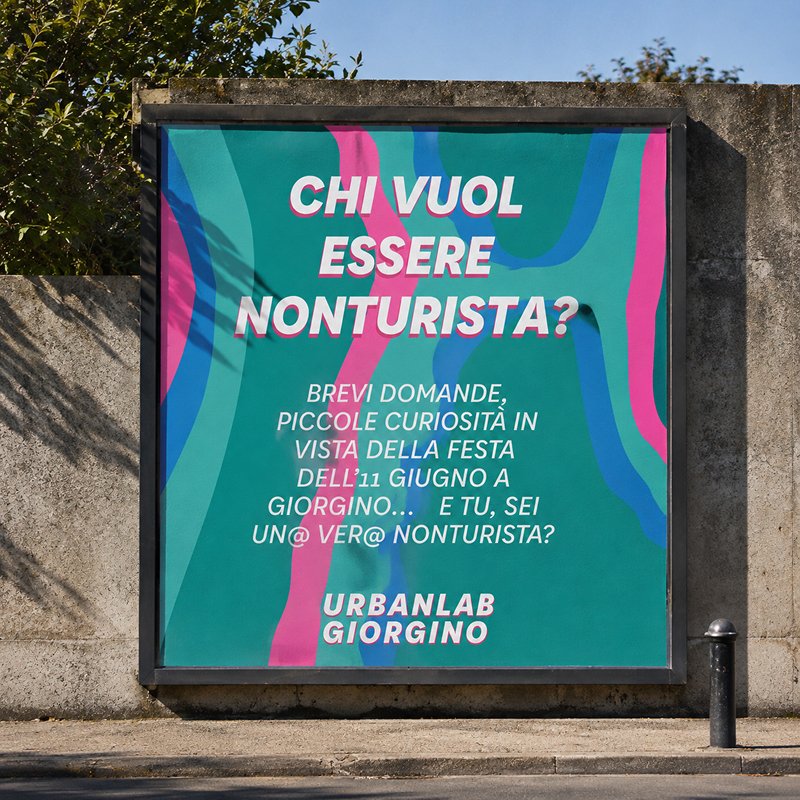 CHI VUOL
ESSERE
NONTURISTA?
BREVI DOMANDE,
PICCOLE CURIOSITÀ IN
VISTA DELLA FESTA
DELL'11 GIUGNO A
GIORGINO... E TU, SEI
UN@ VER@ NONTURISTA?
URBANLAB
GIORGINO